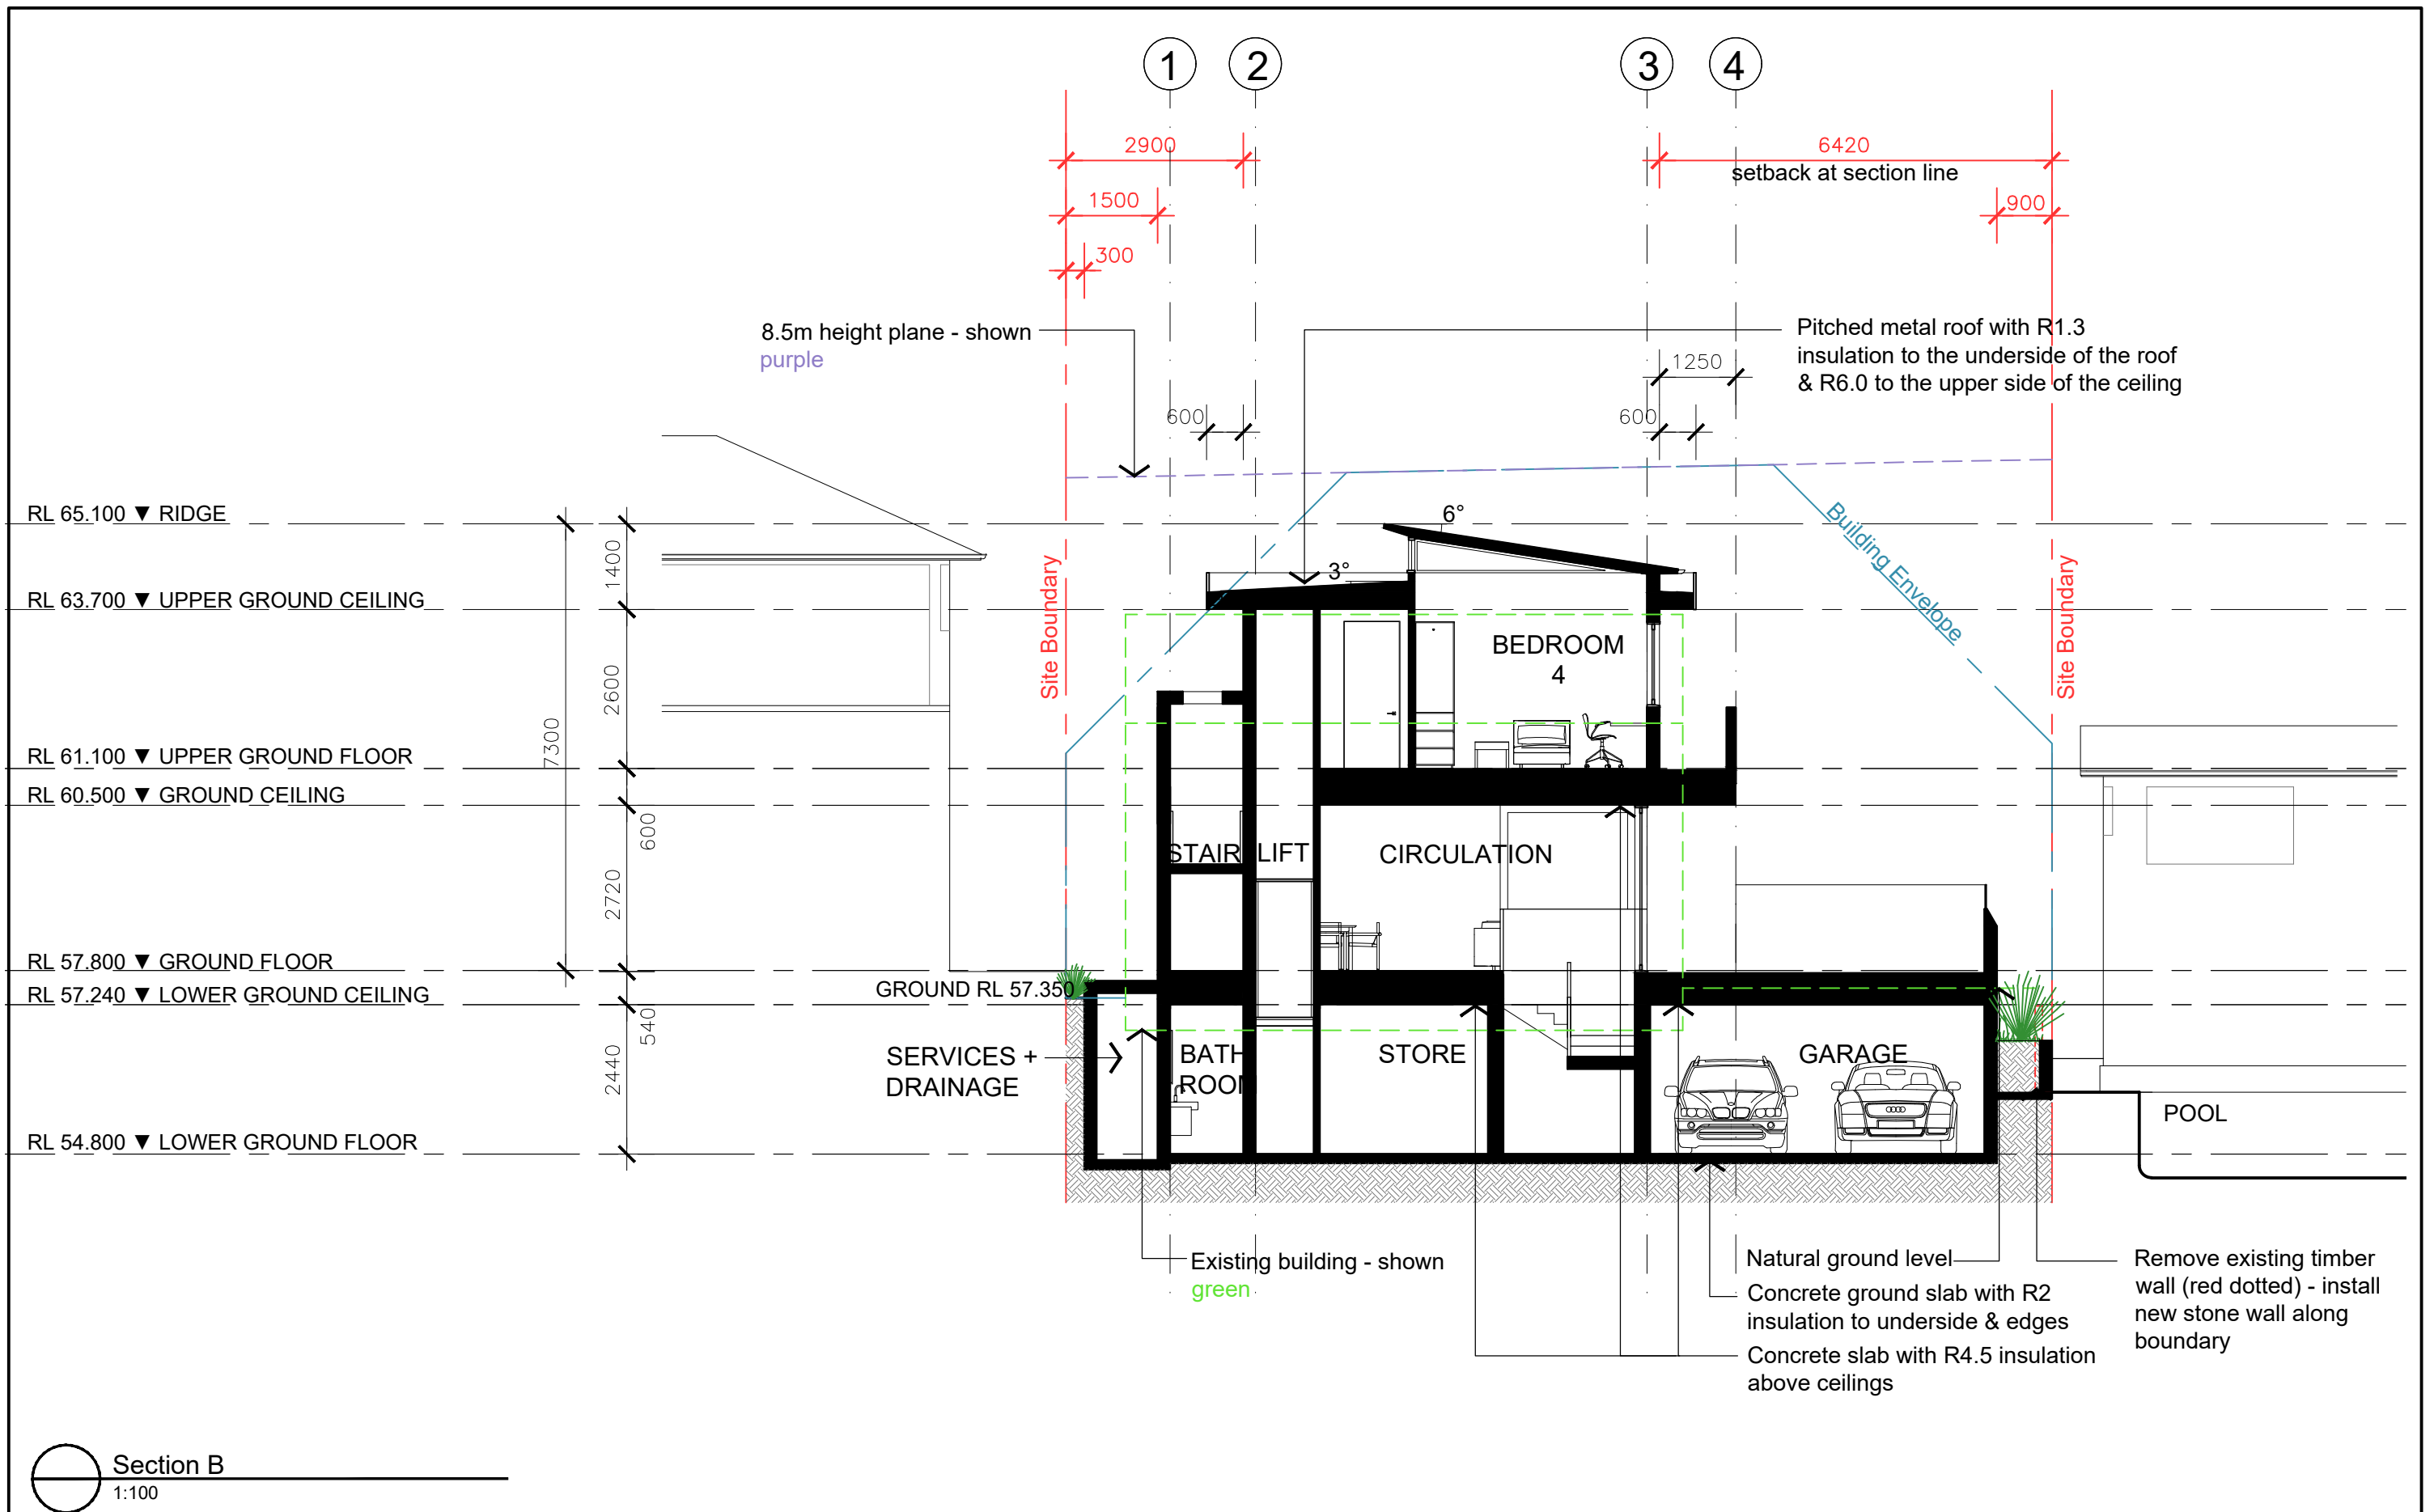 1 2 3 4
2900
6420
setback at section line
1500
900
300
8.5m height plane - shown
purple
Pitched metal roof with R1.3
insulation to the underside of the roof
& R6.0 to the upper side of the ceiling
1250
600
600
RL 65.100 ▼ RIDGE
6°
Building Envelope
1400
3°
Site Boundary
Site Boundary
RL 63.700 ▼ UPPER GROUND CEILING
BEDROOM
4
2600
7300
RL 61.100 ▼ UPPER GROUND FLOOR
RL 60.500 ▼ GROUND CEILING
600
STAIR LIFT CIRCULATION
2720
RL 57.800 ▼ GROUND FLOOR
GROUND RL 57.350
RL 57.240 ▼ LOWER GROUND CEILING
540
2440
SERVICES +
DRAINAGE
BATH
ROOM
STORE
GARAGE
POOL
RL 54.800 ▼ LOWER GROUND FLOOR
Existing building - shown
green
Natural ground level
Concrete ground slab with R2
insulation to underside & edges
Concrete slab with R4.5 insulation
above ceilings
Remove existing timber
wall (red dotted) - install
new stone wall along
boundary
Section B
1:100